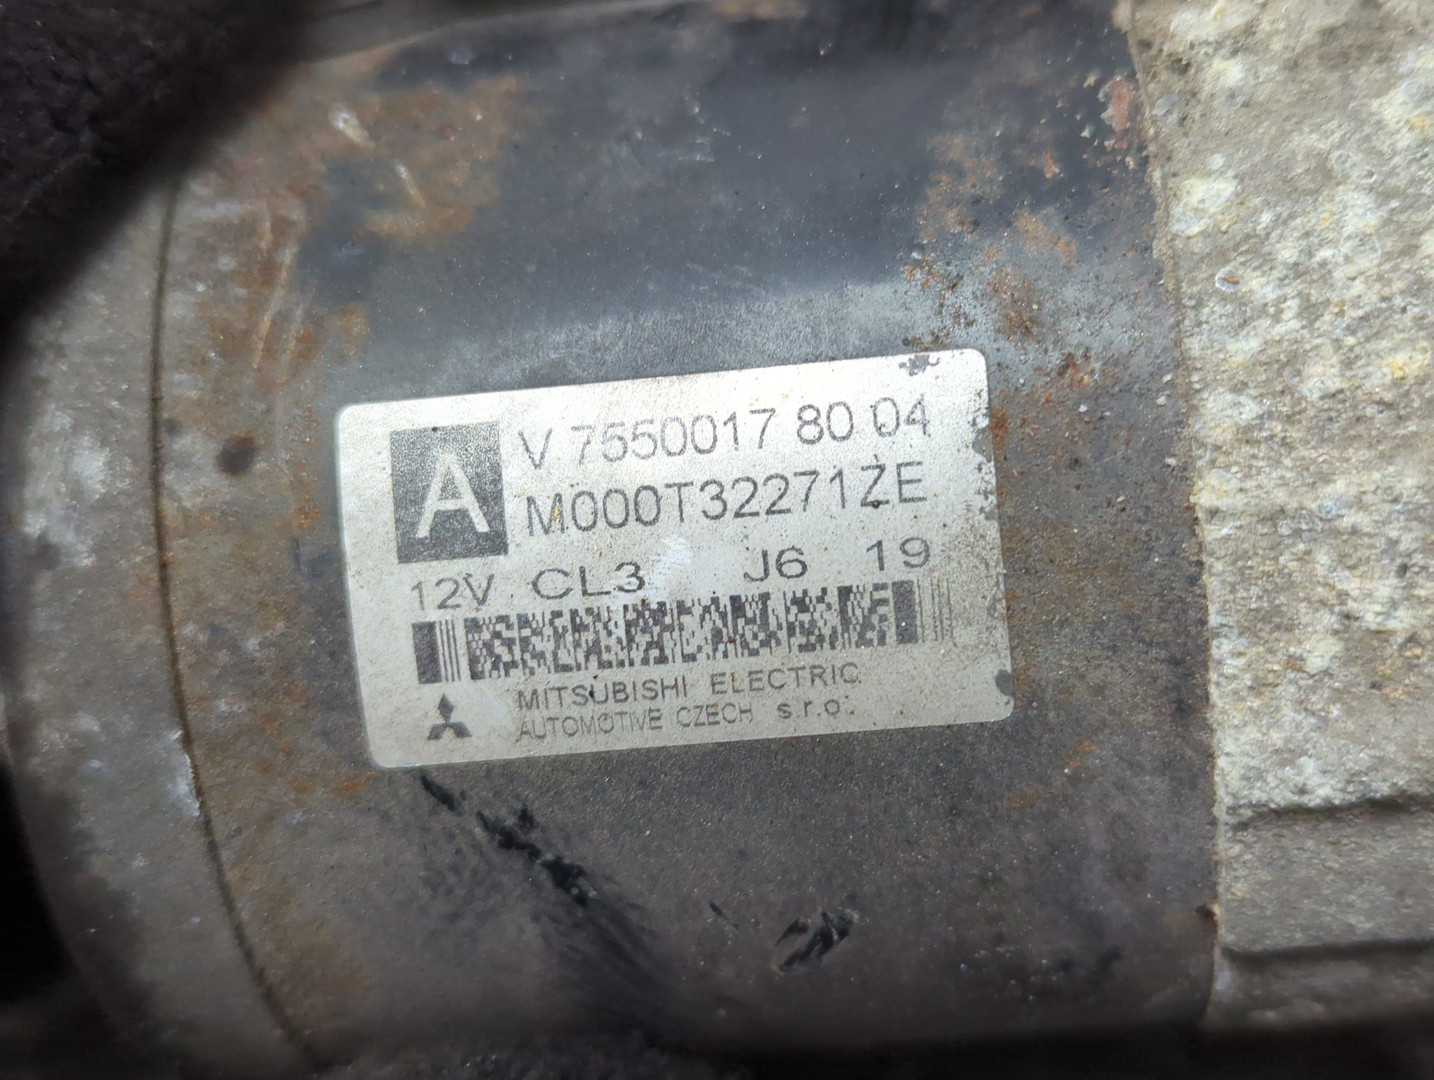 A
V 7550017 80 04
M000T32271ZE
12V CL3 J6 19
MITSUBISHI ELECTRIC
AUTOMOTIVE CZECH s.r.o.